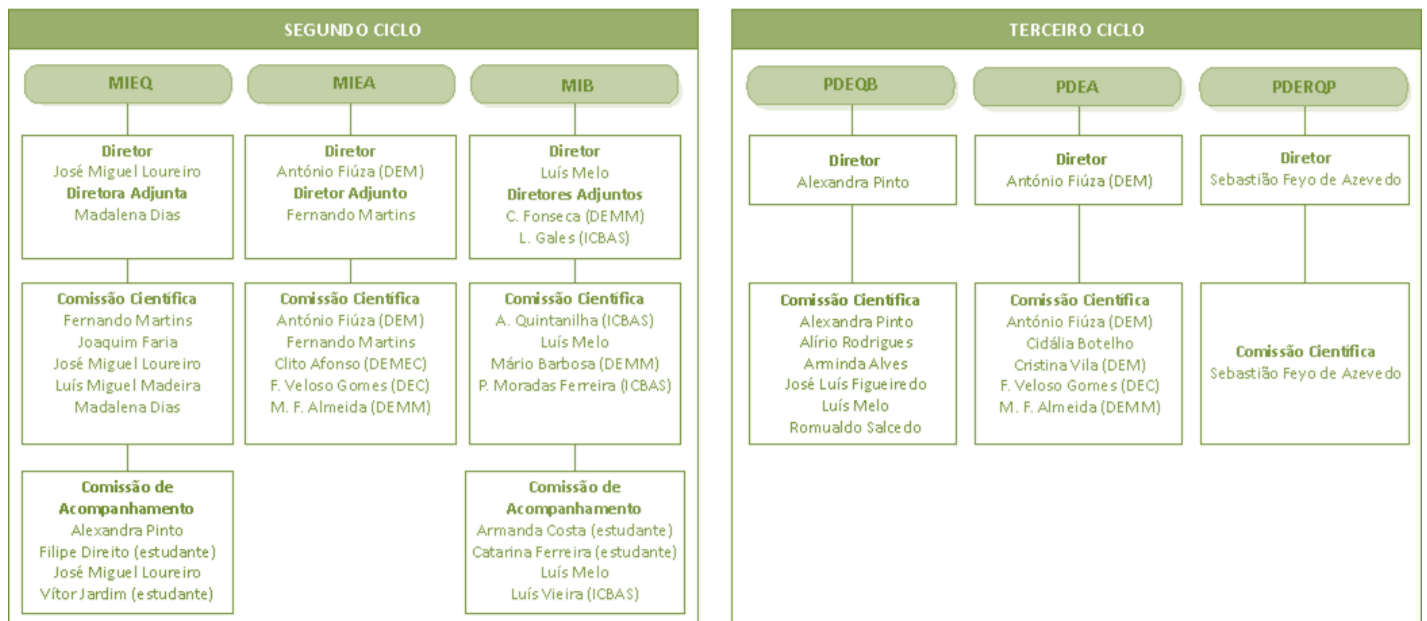 SEGUNDO CICLO
MIEQ
Diretor
José Miguel Loureiro
Diretora Adjunta
Madalena Dias
Comissão Científica
Fernando Martins
Joaquim Faria
José Miguel Loureiro
Luís Miguel Madeira
Madalena Dias
Comissão de
Acompanhamento
Alexandra Pinto
Filipe Direito (estudante)
José Miguel Loureiro
Vítor Jardim (estudante)
MIEA
Diretor
António Fiúza (DEM)
Diretor Adjunto
Fernando Martins
Comissão Científica
António Fiúza (DEM)
Fernando Martins
Clito Afonso (DEMEC)
F. Veloso Gomes (DEC)
M. F. Almeida (DEMM)
MIB
Diretor
Luís Melo
Diretores Adjuntos
C. Fonseca (DEMM)
L. Gales (ICBAS)
Comissão Científica
A. Quintanilha (ICBAS)
Luís Melo
Mário Barbosa (DEMM)
P. Moradas Ferreira (ICBAS)
Comissão de
Acompanhamento
Armanda Costa (estudante)
Catarina Ferreira (estudante)
Luís Melo
Luís Vieira (ICBAS)
TERCEIRO CICLO
PDEQB
Diretor
Alexandra Pinto
Comissão Científica
Alexandra Pinto
Alírio Rodrigues
Arminda Alves
José Luís Figueiredo
Luís Melo
Romualdo Salcedo
PDEA
Diretor
António Fiúza (DEM)
Comissão Científica
António Fiúza (DEM)
Cidália Botelho
Cristina Vila (DEM)
F. Veloso Gomes (DEC)
M. F. Almeida (DEMM)
PDERQP
Diretor
Sebastião Feyo de Azevedo
Comissão Científica
Sebastião Feyo de Azevedo